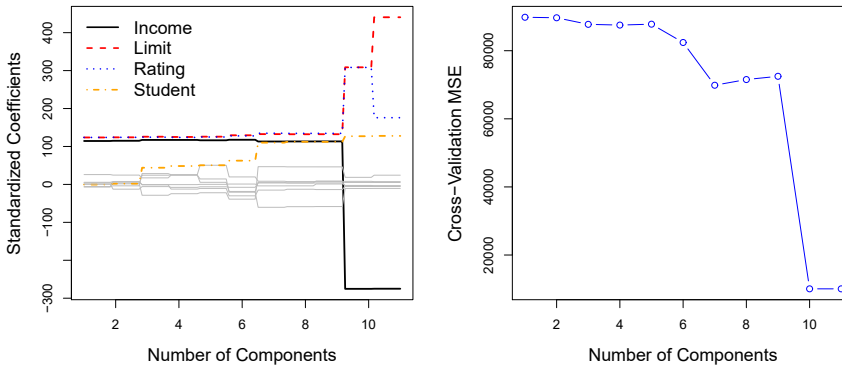 Standardized Coefficients
400
300
200
100
0
−100
−300
Income
Limit
Rating
Student
2 4 6 8 10
Number of Components
Cross−Validation MSE
80000
60000
40000
20000
2 4 6 8 10
Number of Components